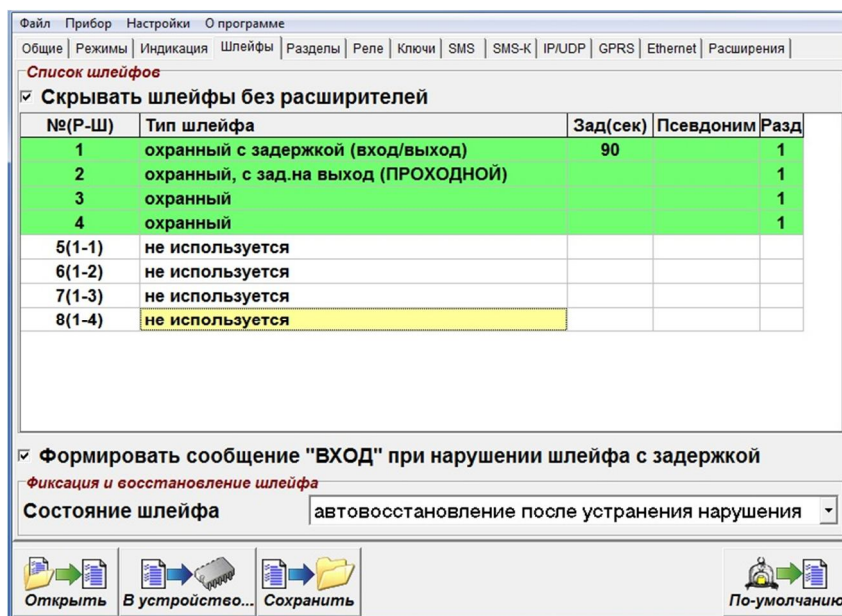 Файл Прибор Настройки О программе
Общие Режимы Индикация Шлейфы Разделы Реле Ключи SMS SMS-K IP/UDP GPRS Ethernet Расширения
Список шлейфов
Скрывать шлейфы без расширителей
№(Р-Ш) Тип шлейфа Зад(сек) Псевдоним Разд
1 охранный с задержкой (вход/выход) 90 1
2 охранный, с зад.на выход (ПРОХОДНОЙ) 1
3 охранный 1
4 охранный 1
5(1-1) не используется
6(1-2) не используется
7(1-3) не используется
8(1-4) не используется
Формировать сообщение "ВХОД" при нарушении шлейфа с задержкой
Фиксация и восстановление шлейфа
Состояние шлейфа автовосстановление после устранения нарушения
Открыть В устройство... Сохранить По-умолчанию